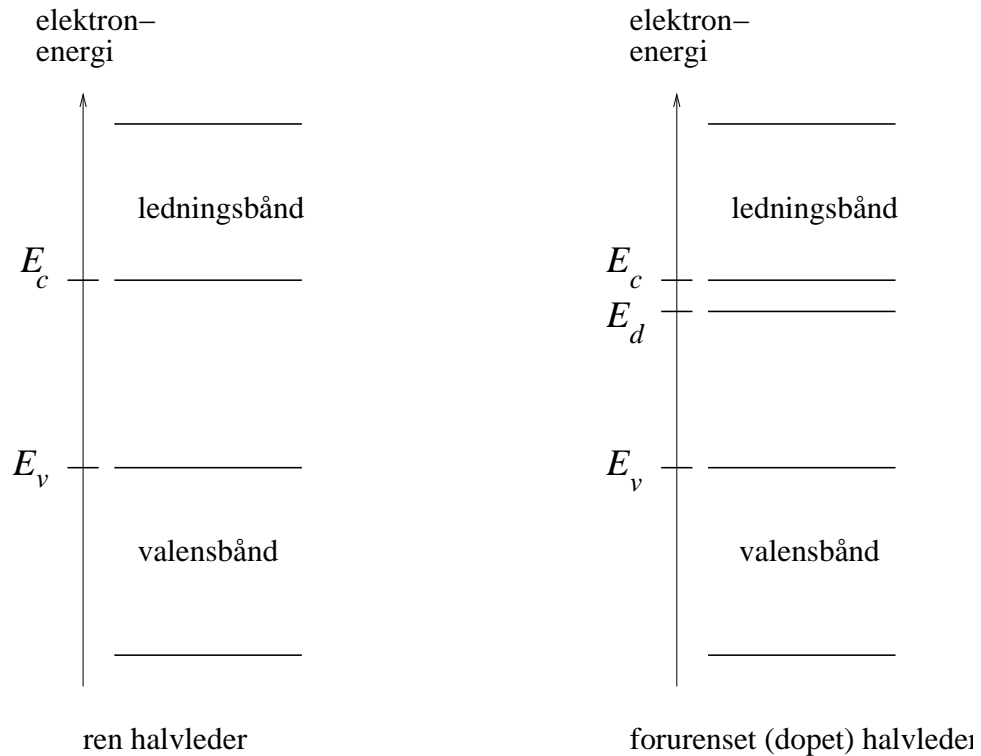 elektron–
energi
ledningsbånd
E_c
E_v
valensbånd
ren halvleder
elektron–
energi
ledningsbånd
E_c
E_d
E_v
valensbånd
forurenset (dopet) halvleder